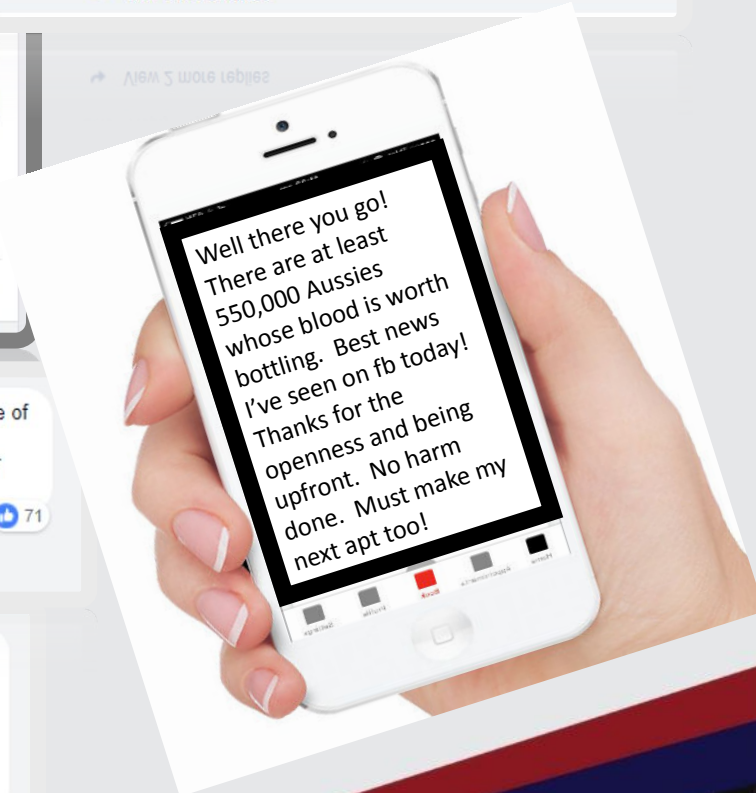 View 2 more replies
Well there you go!
There are at least
550,000 Aussies
whose blood is worth
bottling.  Best news
I've seen on fb today!
Thanks for the
openness and being
upfront.  No harm
done.  Must make my
next apt too!
e of
71